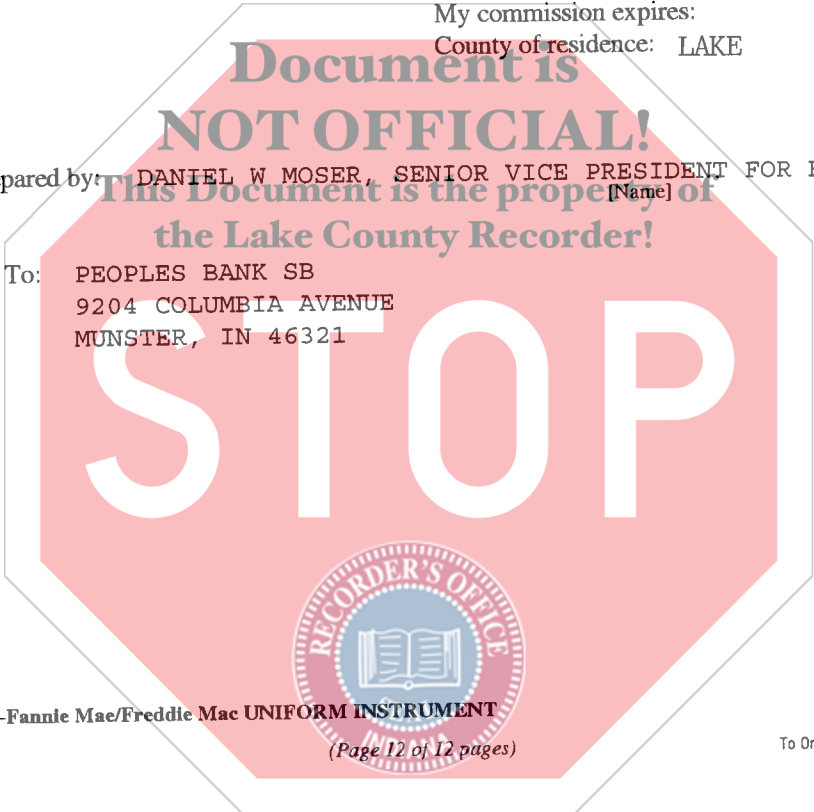 My commission expires:
County of residence: LAKE
Document is
NOT OFFICIAL!
pared by: DANIEL W MOSER, SENIOR VICE PRESIDENT FOR
[Name]
This Document is the property of
the Lake County Recorder!
To: PEOPLES BANK SB
9204 COLUMBIA AVENUE
MUNSTER, IN 46321
STOP
RECORDER'S OFFICE
INDIANA
-Fannie Mae/Freddie Mac UNIFORM INSTRUMENT
(Page 12 of 12 pages)
To Or